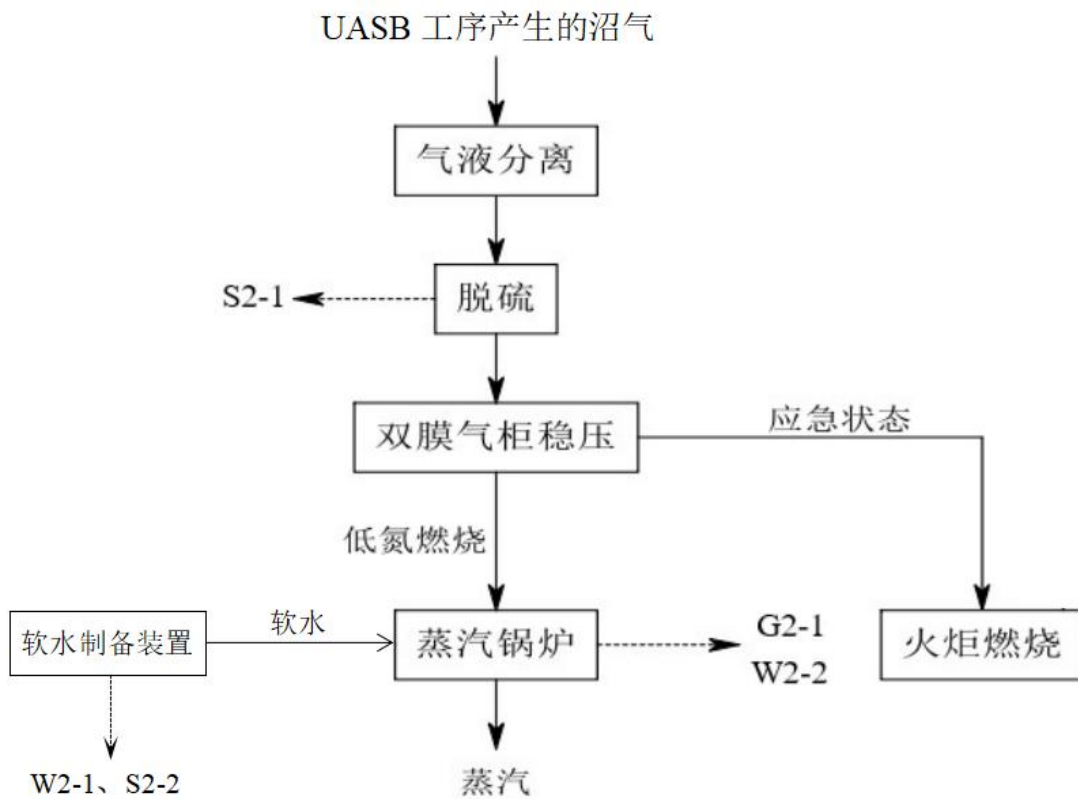 UASB 工序产生的沼气
气液分离
S2-1
脱硫
双膜气柜稳压
应急状态
低氮燃烧
软水制备装置
软水
蒸汽锅炉
G2-1
W2-2
火炬燃烧
W2-1、S2-2
蒸汽